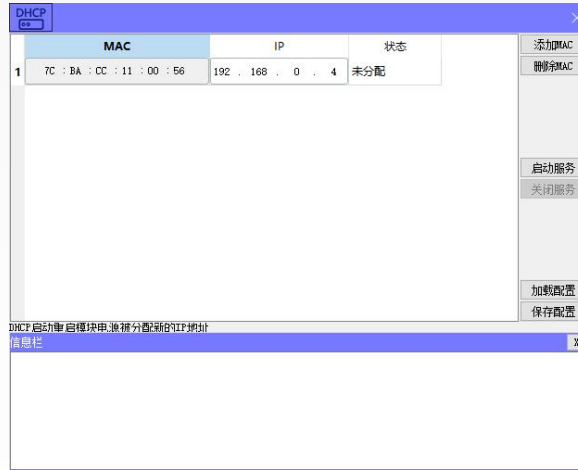 DHCP
MAC IP 状态 添加MAC
1 7C : BA : CC : 11 : 00 : 56 192 . 168 . 0 . 4 未分配 删除MAC
启动服务
关闭服务
加载配置
保存配置
DHCP启动重启模块电源被分配新的IP地址
信息栏 X